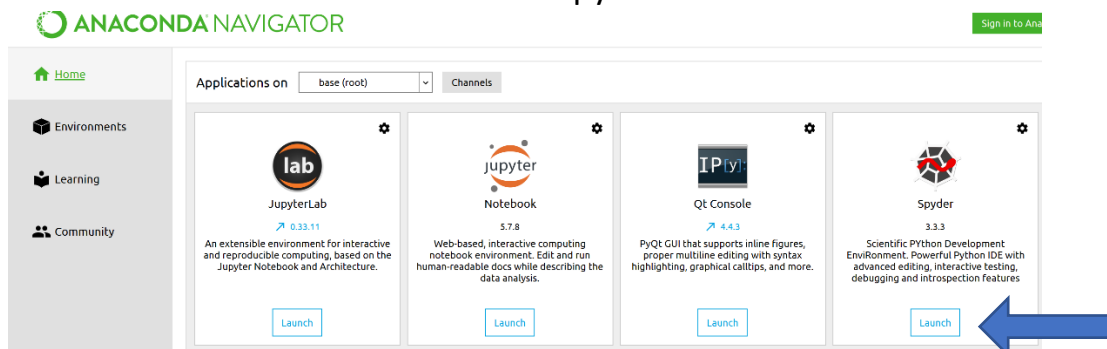 py
ANACONDA NAVIGATOR
Sign in to Ana
Home
Environments
Learning
Community
Applications on base (root) Channels
lab
JupyterLab
0.33.11
An extensible environment for interactive
and reproducible computing, based on the
Jupyter Notebook and Architecture.
Launch
jupyter
Notebook
5.7.8
Web-based, interactive computing
notebook environment. Edit and run
human-readable docs while describing the
data analysis.
Launch
IP[y]:
Qt Console
4.4.3
PyQt GUI that supports inline figures,
proper multiline editing with syntax
highlighting, graphical calltips, and more.
Launch
Spyder
3.3.3
Scientific PYthon Development
EnviRonment. Powerful Python IDE with
advanced editing, interactive testing,
debugging and introspection features
Launch